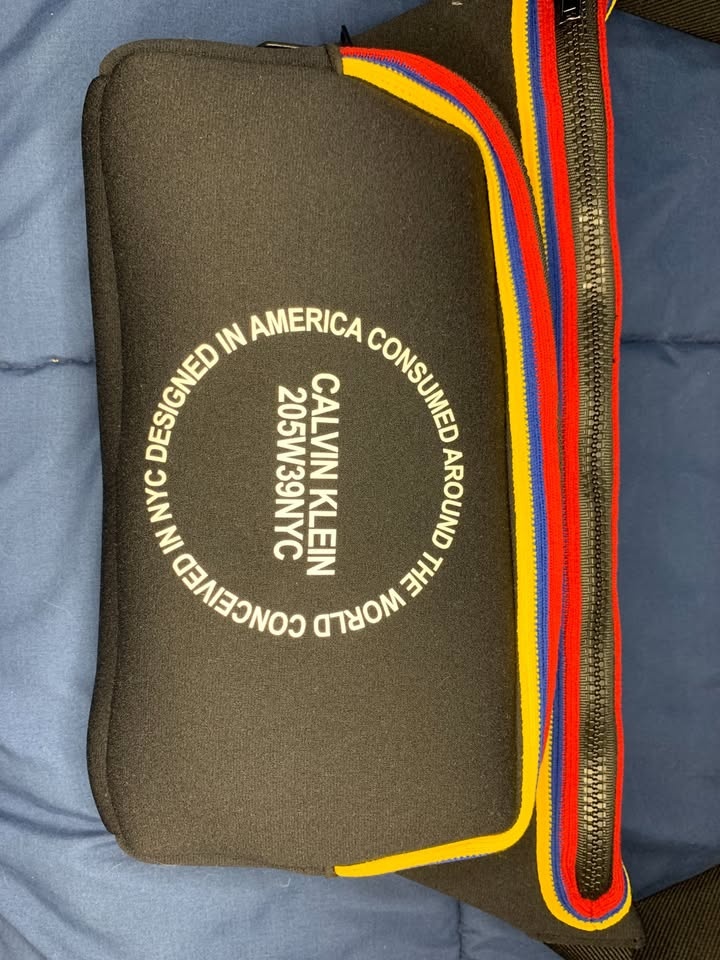 CONCEIVED IN NYC DESIGNED IN AMERICA CONSUMED AROUND THE WORLD
CALVIN KLEIN
205W39NYC